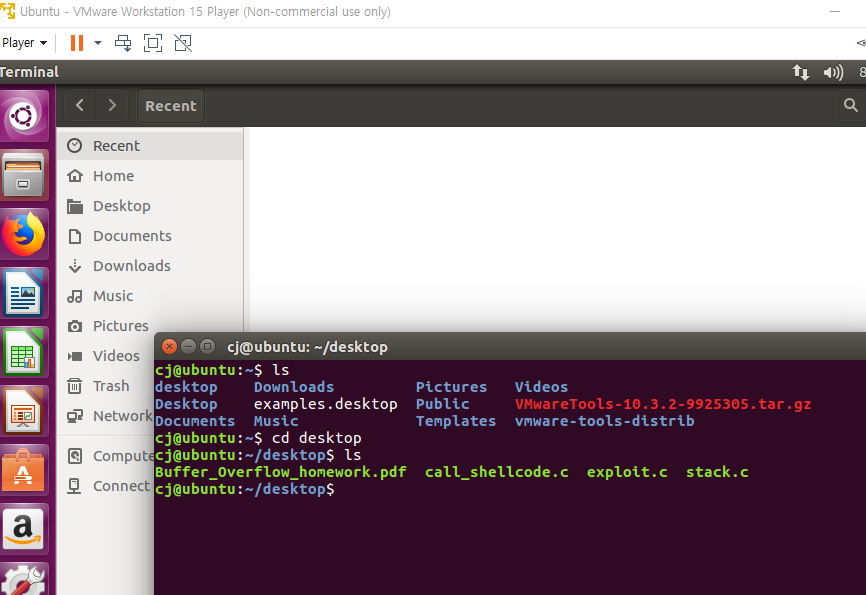 Ubuntu - VMware Workstation 15 Player (Non-commercial use only)
Player
Terminal
Recent
Recent
Home
Desktop
Documents
Downloads
Music
Pictures
Videos
Trash
Network
Compute
Connect
cj@ubuntu: ~/desktop
cj@ubuntu:~$ ls
desktop Downloads Pictures Videos
Desktop examples.desktop Public VMwareTools-10.3.2-9925305.tar.gz
Documents Music Templates vmware-tools-distrib
cj@ubuntu:~$ cd desktop
cj@ubuntu:~/desktop$ ls
Buffer_Overflow_homework.pdf call_shellcode.c exploit.c stack.c
cj@ubuntu:~/desktop$